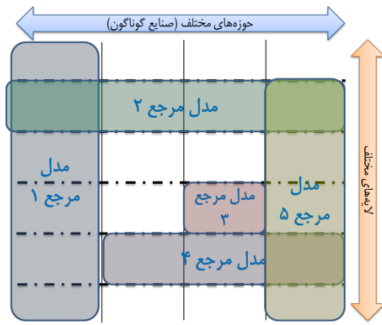 حوزه‌های مختلف (صنایع گوناگون)
مدل مرجع ۲
مدل
مرجع ۱
مدل مرجع
۳
مدل
مرجع ۵
مدل مرجع ۴
لایه‌های مختلف